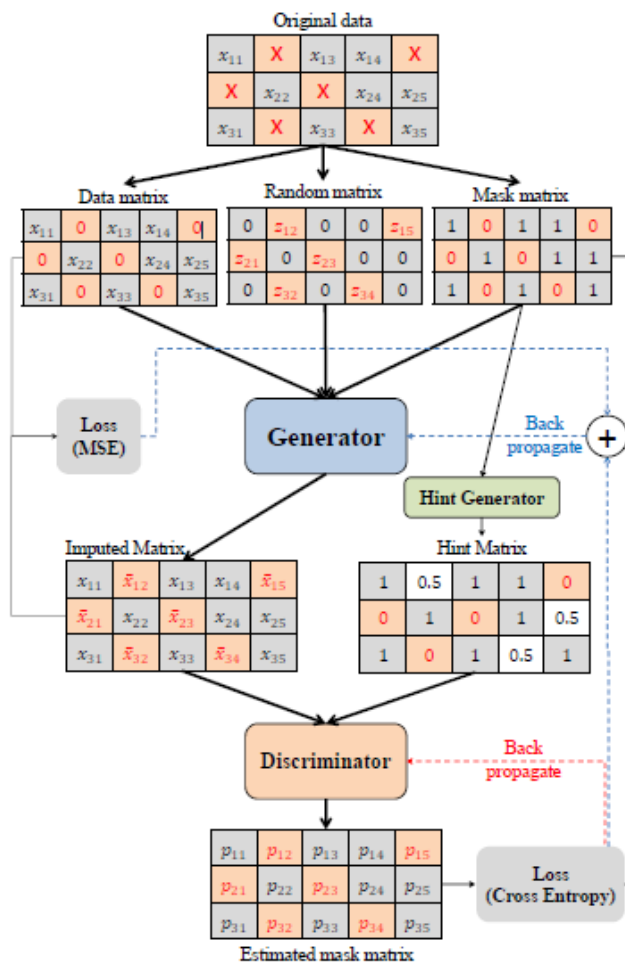 Original data
x₁₁ X x₁₃ x₁₄ X
X x₂₂ X x₂₄ x₂₅
x₃₁ X x₃₃ X x₃₅
Data matrix
x₁₁ 0 x₁₃ x₁₄ 0
0 x₂₂ 0 x₂₄ x₂₅
x₃₁ 0 x₃₃ 0 x₃₅
Random matrix
0 z₁₂ 0 0 z₁₅
z₂₁ 0 z₂₃ 0 0
0 z₃₂ 0 z₃₄ 0
Mask matrix
1 0 1 1 0
0 1 0 1 1
1 0 1 0 1
Loss
(MSE)
Generator
Back
propagate
+
Hint Generator
Imputed Matrix
x₁₁ x̄₁₂ x₁₃ x₁₄ x̄₁₅
x̄₂₁ x₂₂ x̄₂₃ x₂₄ x₂₅
x₃₁ x̄₃₂ x₃₃ x̄₃₄ x₃₅
Hint Matrix
1 0.5 1 1 0
0 1 0 1 0.5
1 0 1 0.5 1
Discriminator
Back
propagate
p₁₁ p₁₂ p₁₃ p₁₄ p₁₅
p₂₁ p₂₂ p₂₃ p₂₄ p₂₅
p₃₁ p₃₂ p₃₃ p₃₄ p₃₅
Estimated mask matrix
Loss
(Cross Entropy)